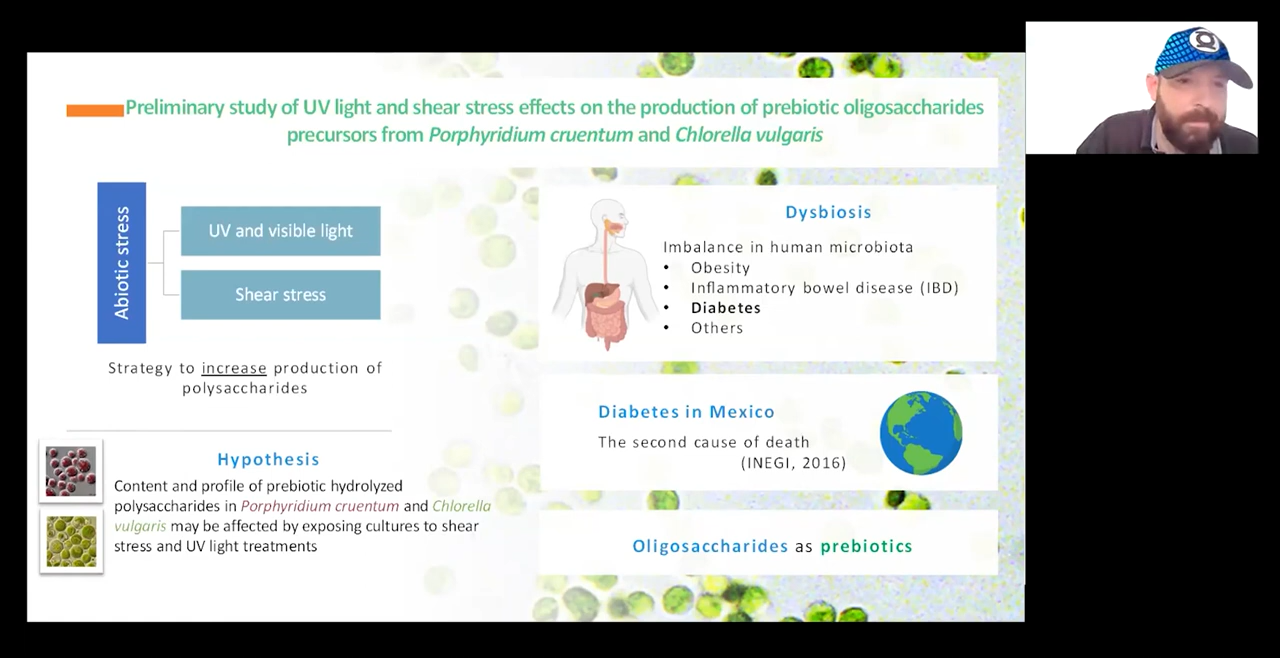 Preliminary study of UV light and shear stress effects on the production of prebiotic oligosaccharides
precursors from Porphyridium cruentum and Chlorella vulgaris
Abiotic stress
UV and visible light
Shear stress
Strategy to increase production of
polysaccharides
Hypothesis
Content and profile of prebiotic hydrolyzed
polysaccharides in Porphyridium cruentum and Chlorella
vulgaris may be affected by exposing cultures to shear
stress and UV light treatments
Dysbiosis
Imbalance in human microbiota
• Obesity
• Inflammatory bowel disease (IBD)
• Diabetes
• Others
Diabetes in Mexico
The second cause of death
(INEGI, 2016)
Oligosaccharides as prebiotics